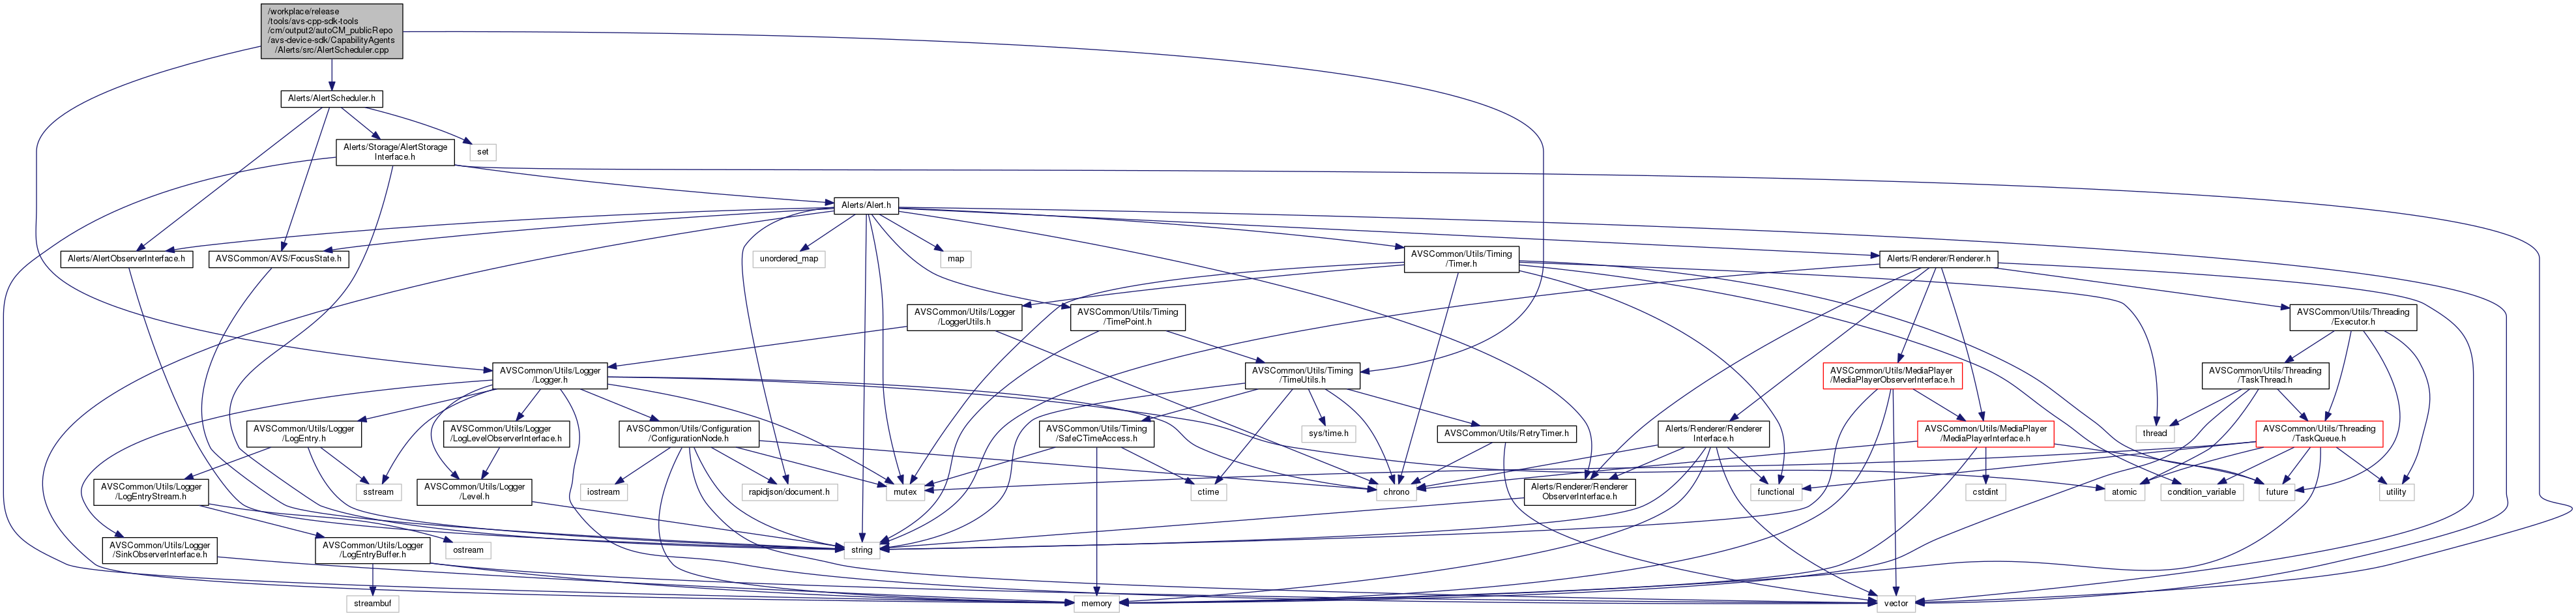 /workplace/release
/tools/avs-cpp-sdk-tools
/cm/output2/autoCM_publicRepo
/avs-device-sdk/CapabilityAgents
/Alerts/src/AlertScheduler.cpp
Alerts/AlertScheduler.h
Alerts/Storage/AlertStorage
Interface.h
set
Alerts/Alert.h
Alerts/AlertObserverInterface.h
AVSCommon/AVS/FocusState.h
unordered_map
map
AVSCommon/Utils/Timing
/Timer.h
Alerts/Renderer/Renderer.h
AVSCommon/Utils/Logger
/LoggerUtils.h
AVSCommon/Utils/Timing
/TimePoint.h
AVSCommon/Utils/Threading
/Executor.h
AVSCommon/Utils/Logger
/Logger.h
AVSCommon/Utils/Timing
/TimeUtils.h
AVSCommon/Utils/MediaPlayer
/MediaPlayerObserverInterface.h
AVSCommon/Utils/Threading
/TaskThread.h
AVSCommon/Utils/Logger
/LogEntry.h
AVSCommon/Utils/Logger
/LogLevelObserverInterface.h
AVSCommon/Utils/Configuration
/ConfigurationNode.h
AVSCommon/Utils/Timing
/SafeCTimeAccess.h
sys/time.h
AVSCommon/Utils/RetryTimer.h
Alerts/Renderer/Renderer
Interface.h
AVSCommon/Utils/MediaPlayer
/MediaPlayerInterface.h
thread
AVSCommon/Utils/Threading
/TaskQueue.h
AVSCommon/Utils/Logger
/LogEntryStream.h
sstream
AVSCommon/Utils/Logger
/Level.h
iostream
rapidjson/document.h
mutex
ctime
chrono
Alerts/Renderer/Renderer
ObserverInterface.h
functional
cstdint
atomic
condition_variable
future
utility
AVSCommon/Utils/Logger
/SinkObserverInterface.h
AVSCommon/Utils/Logger
/LogEntryBuffer.h
ostream
string
streambuf
memory
vector